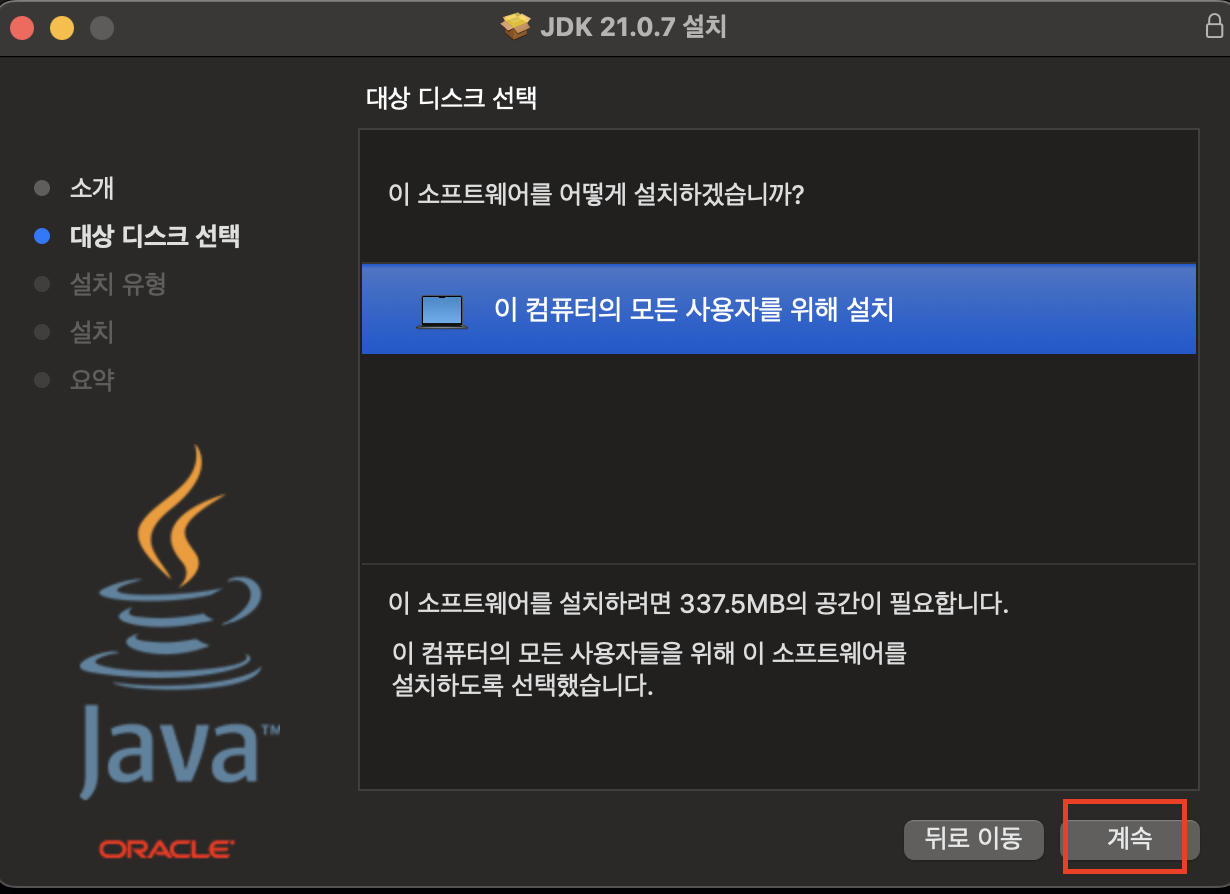 JDK 21.0.7 설치
대상 디스크 선택
소개
대상 디스크 선택
설치 유형
설치
요약
이 소프트웨어를 어떻게 설치하겠습니까?
이 컴퓨터의 모든 사용자를 위해 설치
이 소프트웨어를 설치하려면 337.5MB의 공간이 필요합니다.
이 컴퓨터의 모든 사용자들을 위해 이 소프트웨어를
설치하도록 선택했습니다.
Java™
ORACLE
뒤로 이동
계속